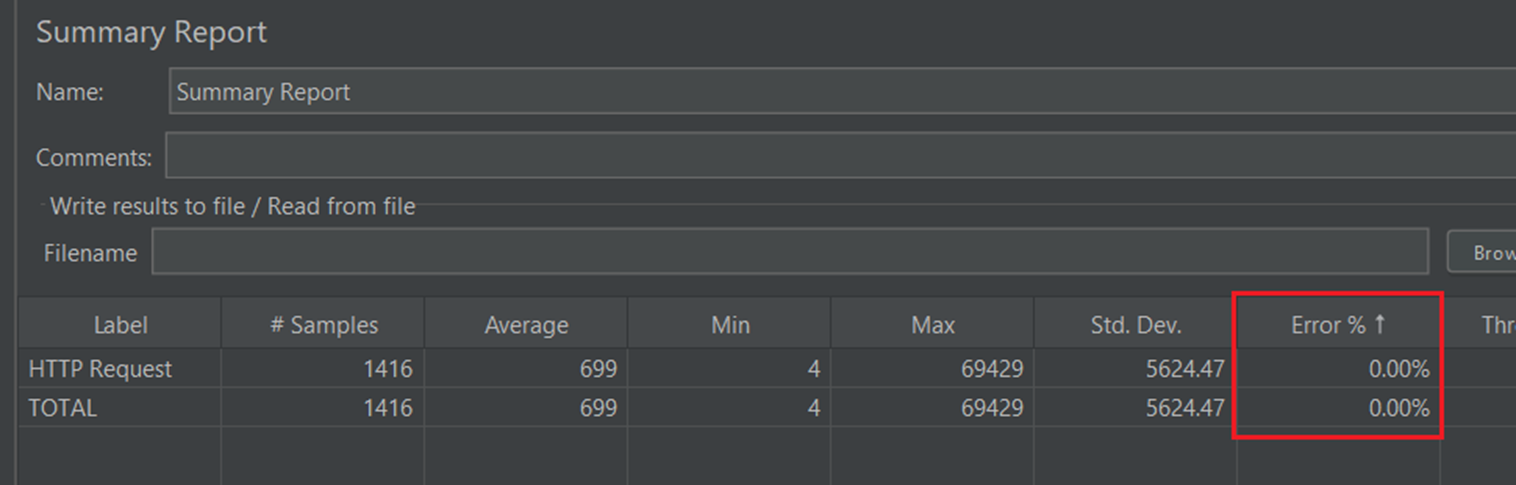 Summary Report
Name: Summary Report
Comments:
Write results to file / Read from file
Filename Brow
Label # Samples Average Min Max Std. Dev. Error % ↑ Thr
HTTP Request 1416 699 4 69429 5624.47 0.00%
TOTAL 1416 699 4 69429 5624.47 0.00%